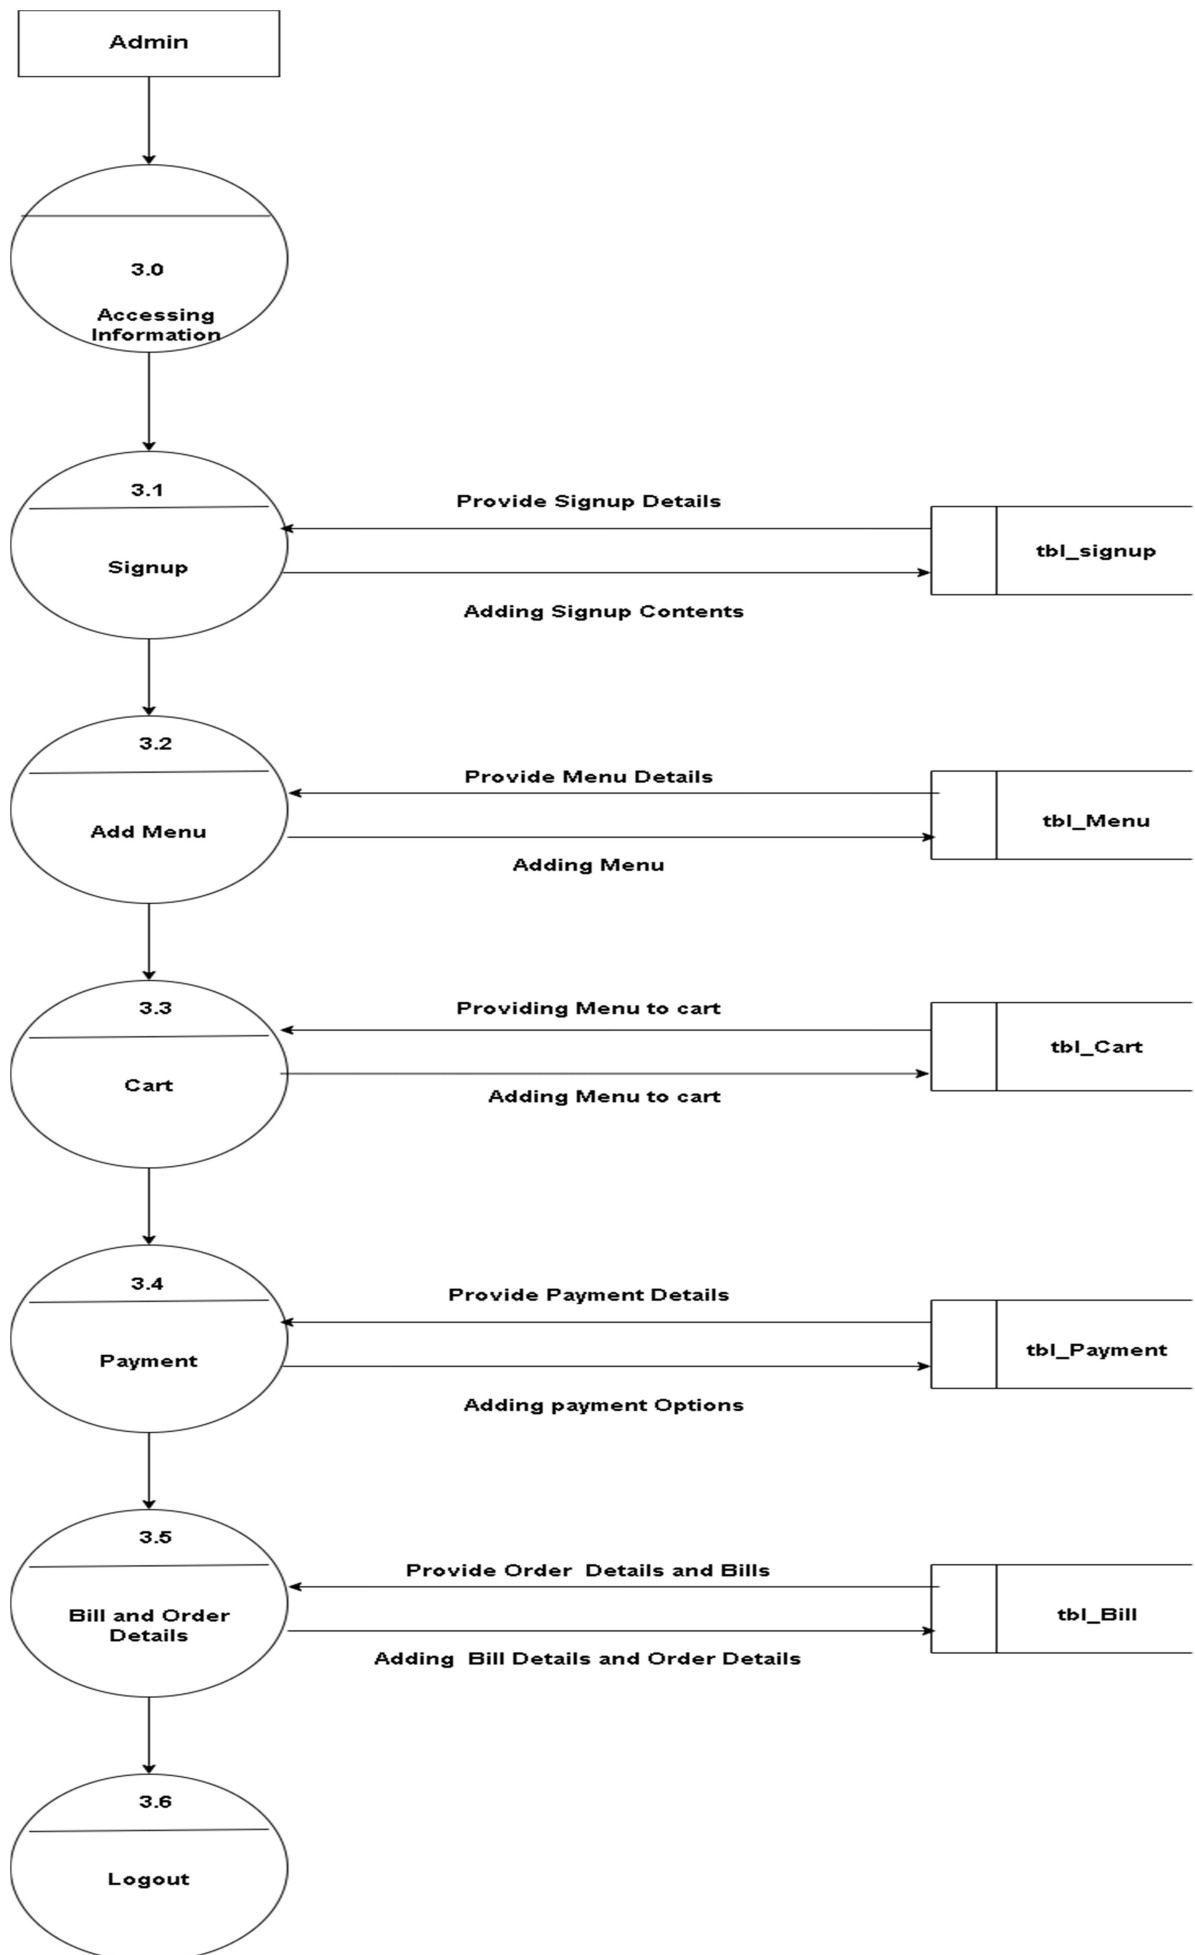 Admin
3.0
Accessing
Information
3.1
Signup
Provide Signup Details
Adding Signup Contents
tbl_signup
3.2
Add Menu
Provide Menu Details
Adding Menu
tbl_Menu
3.3
Cart
Providing Menu to cart
Adding Menu to cart
tbl_Cart
3.4
Payment
Provide Payment Details
Adding payment Options
tbl_Payment
3.5
Bill and Order
Details
Provide Order  Details and Bills
Adding  Bill Details and Order Details
tbl_Bill
3.6
Logout